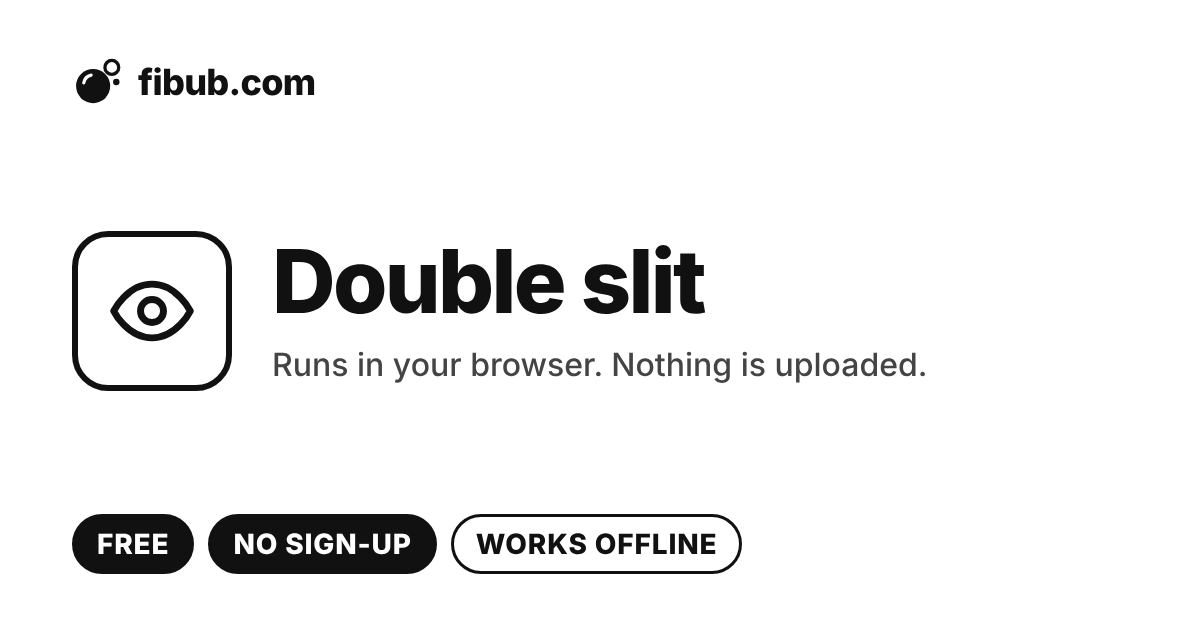 fibub.com
Double slit
Runs in your browser. Nothing is uploaded.
FREE
NO SIGN-UP
WORKS OFFLINE